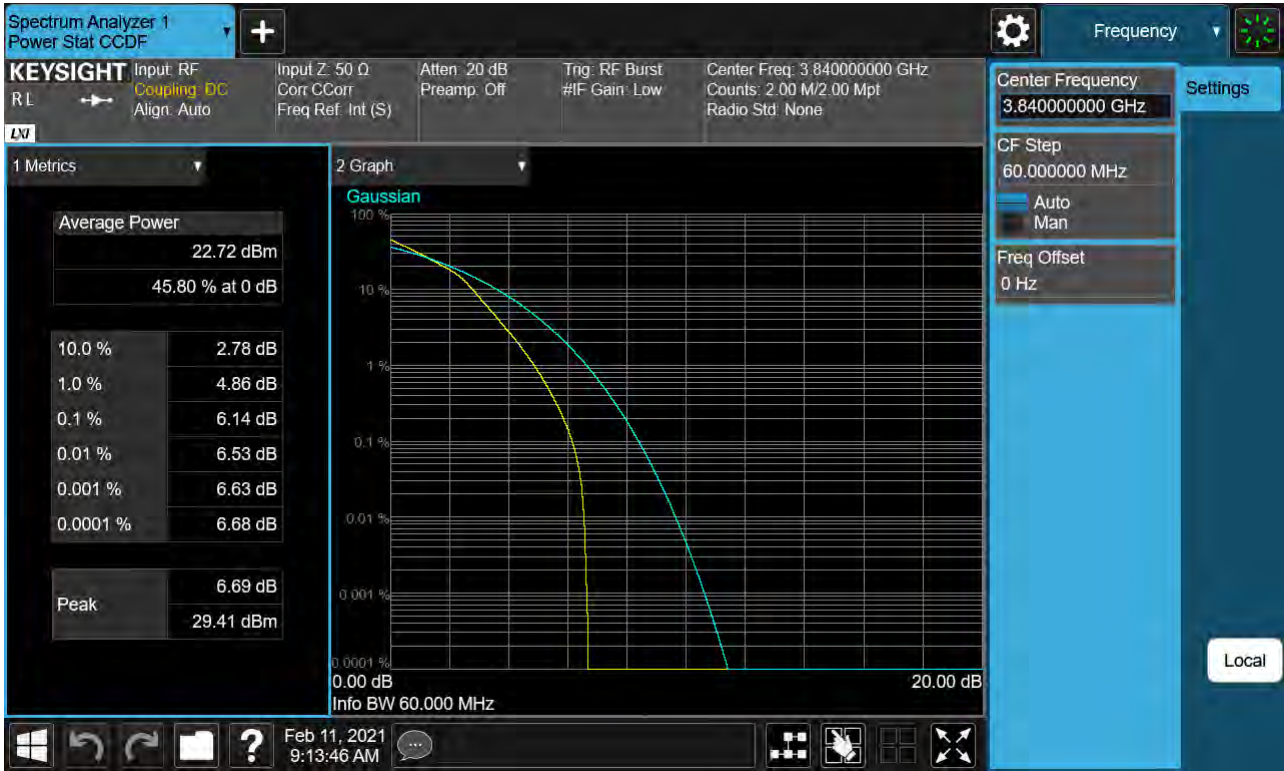 Spectrum Analyzer 1
Power Stat CCDF
+
Frequency
KEYSIGHT
Input: RF
Coupling: DC
Align: Auto
Input Z: 50 Ω
Corr CCorr
Freq Ref: Int (S)
Atten: 20 dB
Preamp: Off
Trig: RF Burst
#IF Gain: Low
Center Freq: 3.840000000 GHz
Counts: 2.00 M/2.00 Mpt
Radio Std: None
R L
LXI
Center Frequency
3.840000000 GHz
Settings
CF Step
60.000000 MHz
Auto
Man
Freq Offset
0 Hz
1 Metrics
Average Power
22.72 dBm
45.80 % at 0 dB
10.0 % 2.78 dB
1.0 % 4.86 dB
0.1 % 6.14 dB
0.01 % 6.53 dB
0.001 % 6.63 dB
0.0001 % 6.68 dB
Peak
6.69 dB
29.41 dBm
2 Graph
Gaussian
100 %
10 %
1 %
0.1 %
0.01 %
0.001 %
0.0001 %
0.00 dB
20.00 dB
Info BW 60.000 MHz
Local
?
Feb 11, 2021
9:13:46 AM